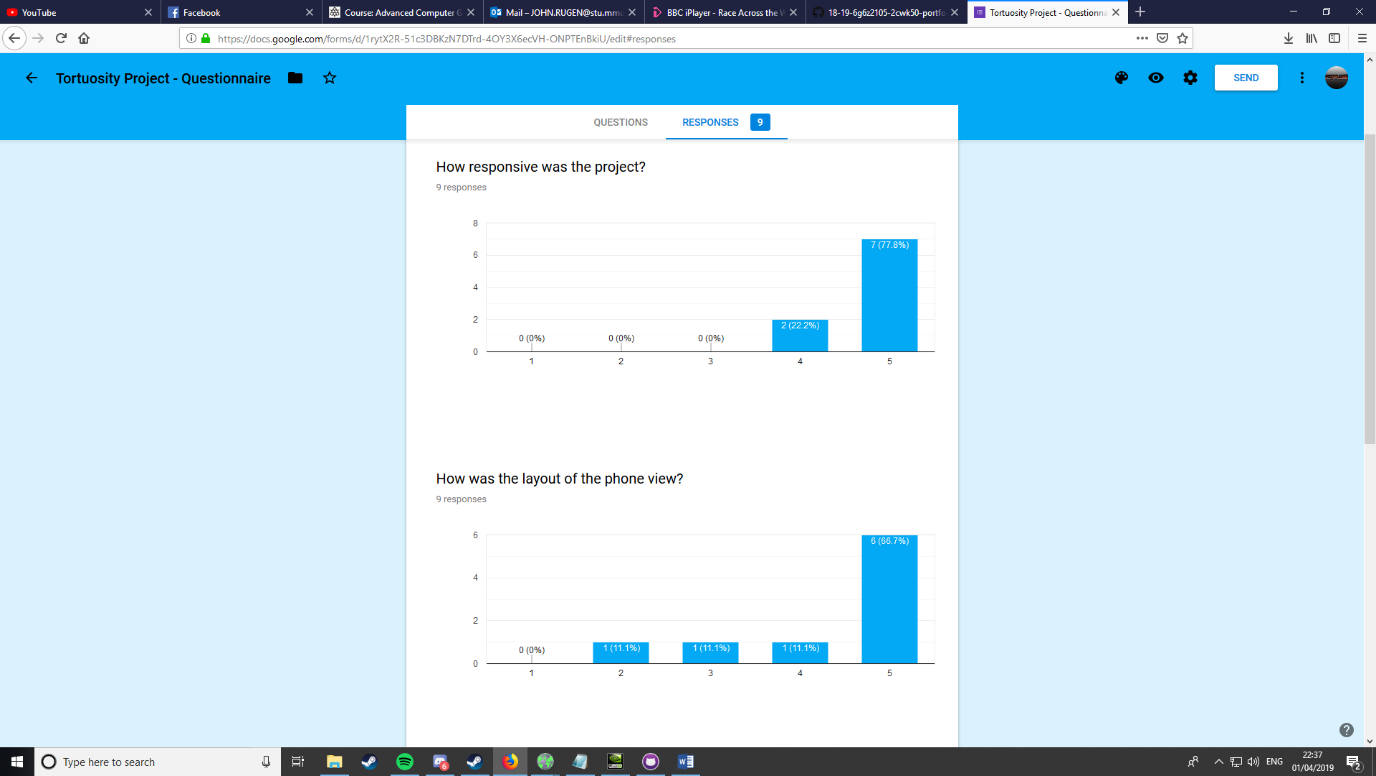 YouTube
Facebook
Course: Advanced Computer G
Mail – JOHN.RUGEN@stu.mmu
BBC iPlayer - Race Across the W
18-19-6g6z2105-2cwk50-portfo
Tortuosity Project - Questionna
https://docs.google.com/forms/d/1rytX2R-51c3DBKzN7DTrd-4OY3X6ecVH-ONPTEnBkiU/edit#responses
Tortuosity Project - Questionnaire
SEND
QUESTIONS
RESPONSES
9
How responsive was the project?
9 responses
8
6
4
2
0
0 (0%)
0 (0%)
0 (0%)
2 (22.2%)
7 (77.8%)
1
2
3
4
5
How was the layout of the phone view?
9 responses
6
4
2
0
0 (0%)
1 (11.1%)
1 (11.1%)
1 (11.1%)
6 (66.7%)
1
2
3
4
5
Type here to search
ENG
22:37
01/04/2019